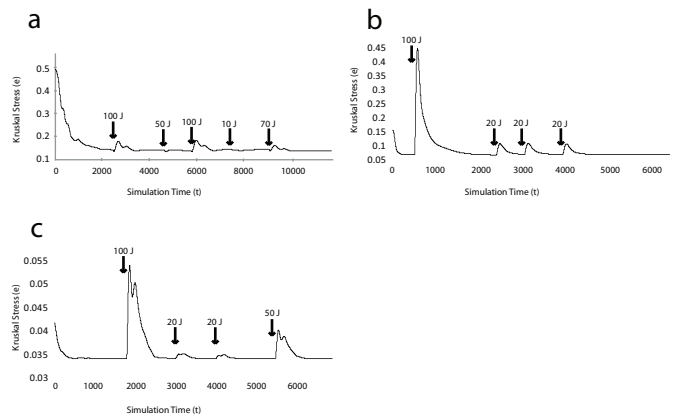 a
Kruskal Stress (e)
0.5
0.4
0.3
0.2
0.1
100 J
50 J
100 J
10 J
70 J
0
2000
4000
6000
8000
10000
Simulation Time (t)
b
Kruskal Stress (e)
0.45
0.4
0.35
0.3
0.25
0.20
0.15
0.1
0.05
100 J
20 J
20 J
20 J
0
1000
2000
3000
4000
5000
6000
Simulation Time (t)
c
Kruskal Stress (e)
0.055
0.05
0.045
0.04
0.035
0.03
100 J
20 J
20 J
50 J
0
1000
2000
3000
4000
5000
6000
Simulation Time (t)